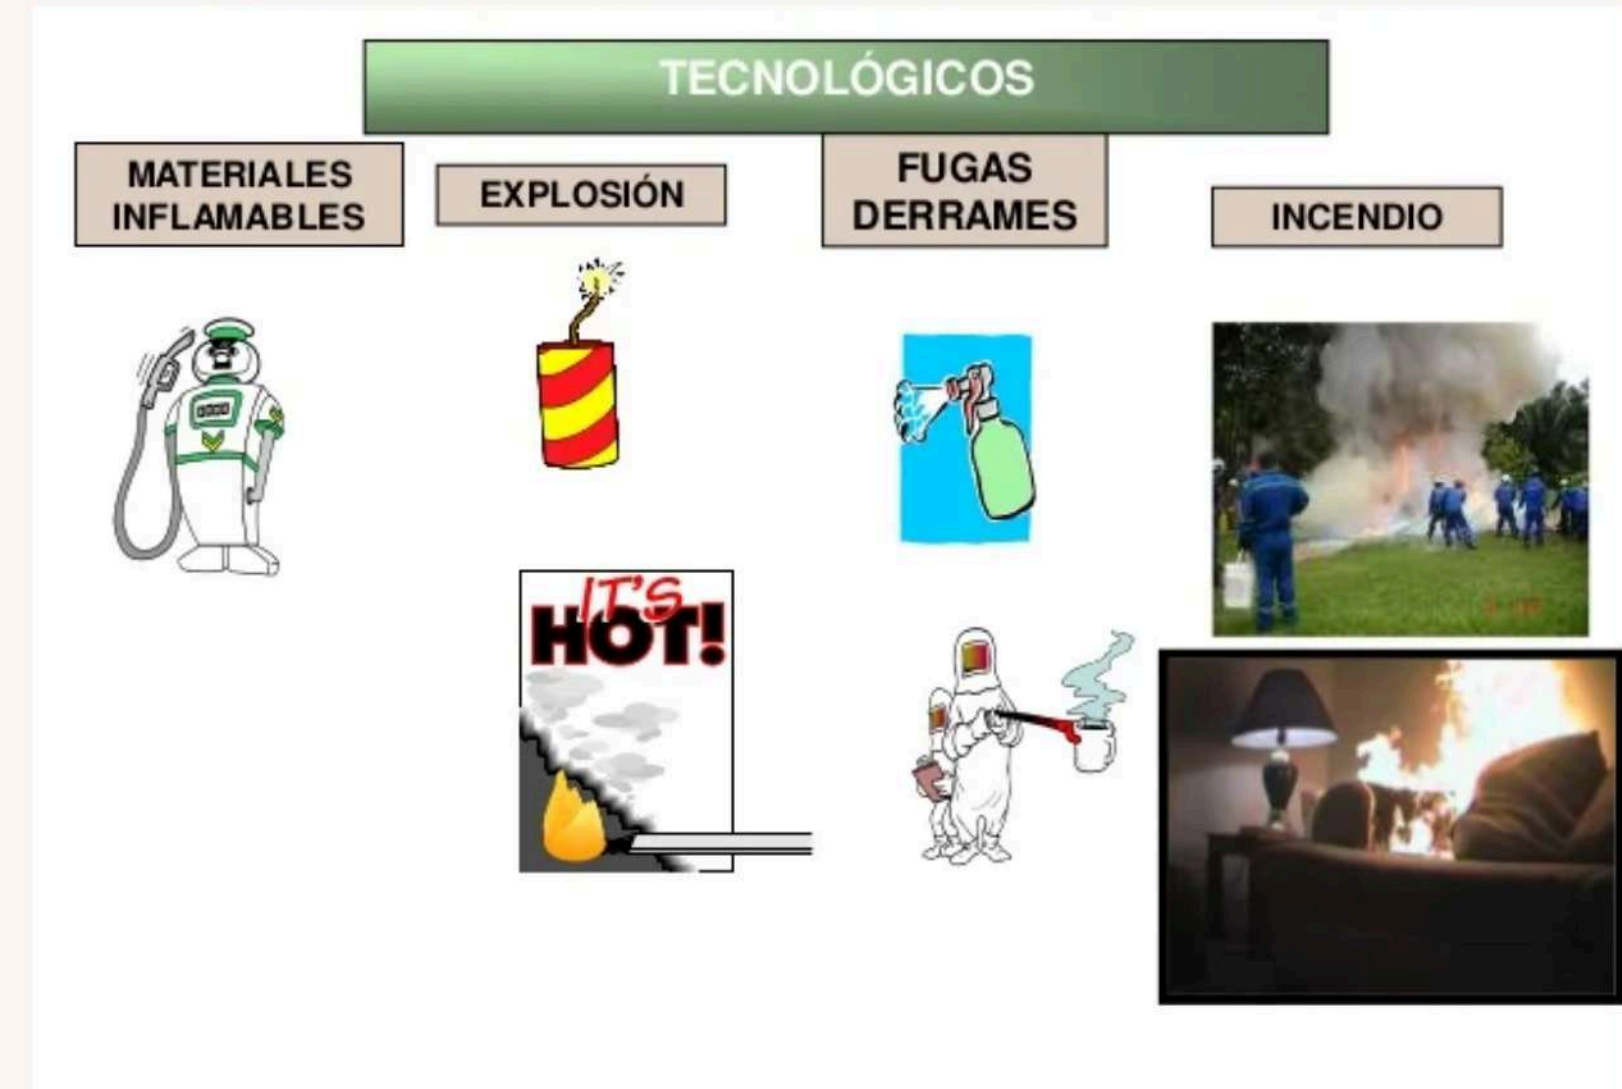 TECNOLÓGICOS
MATERIALES
INFLAMABLES
EXPLOSIÓN
FUGAS
DERRAMES
INCENDIO
IT'S
HOT!